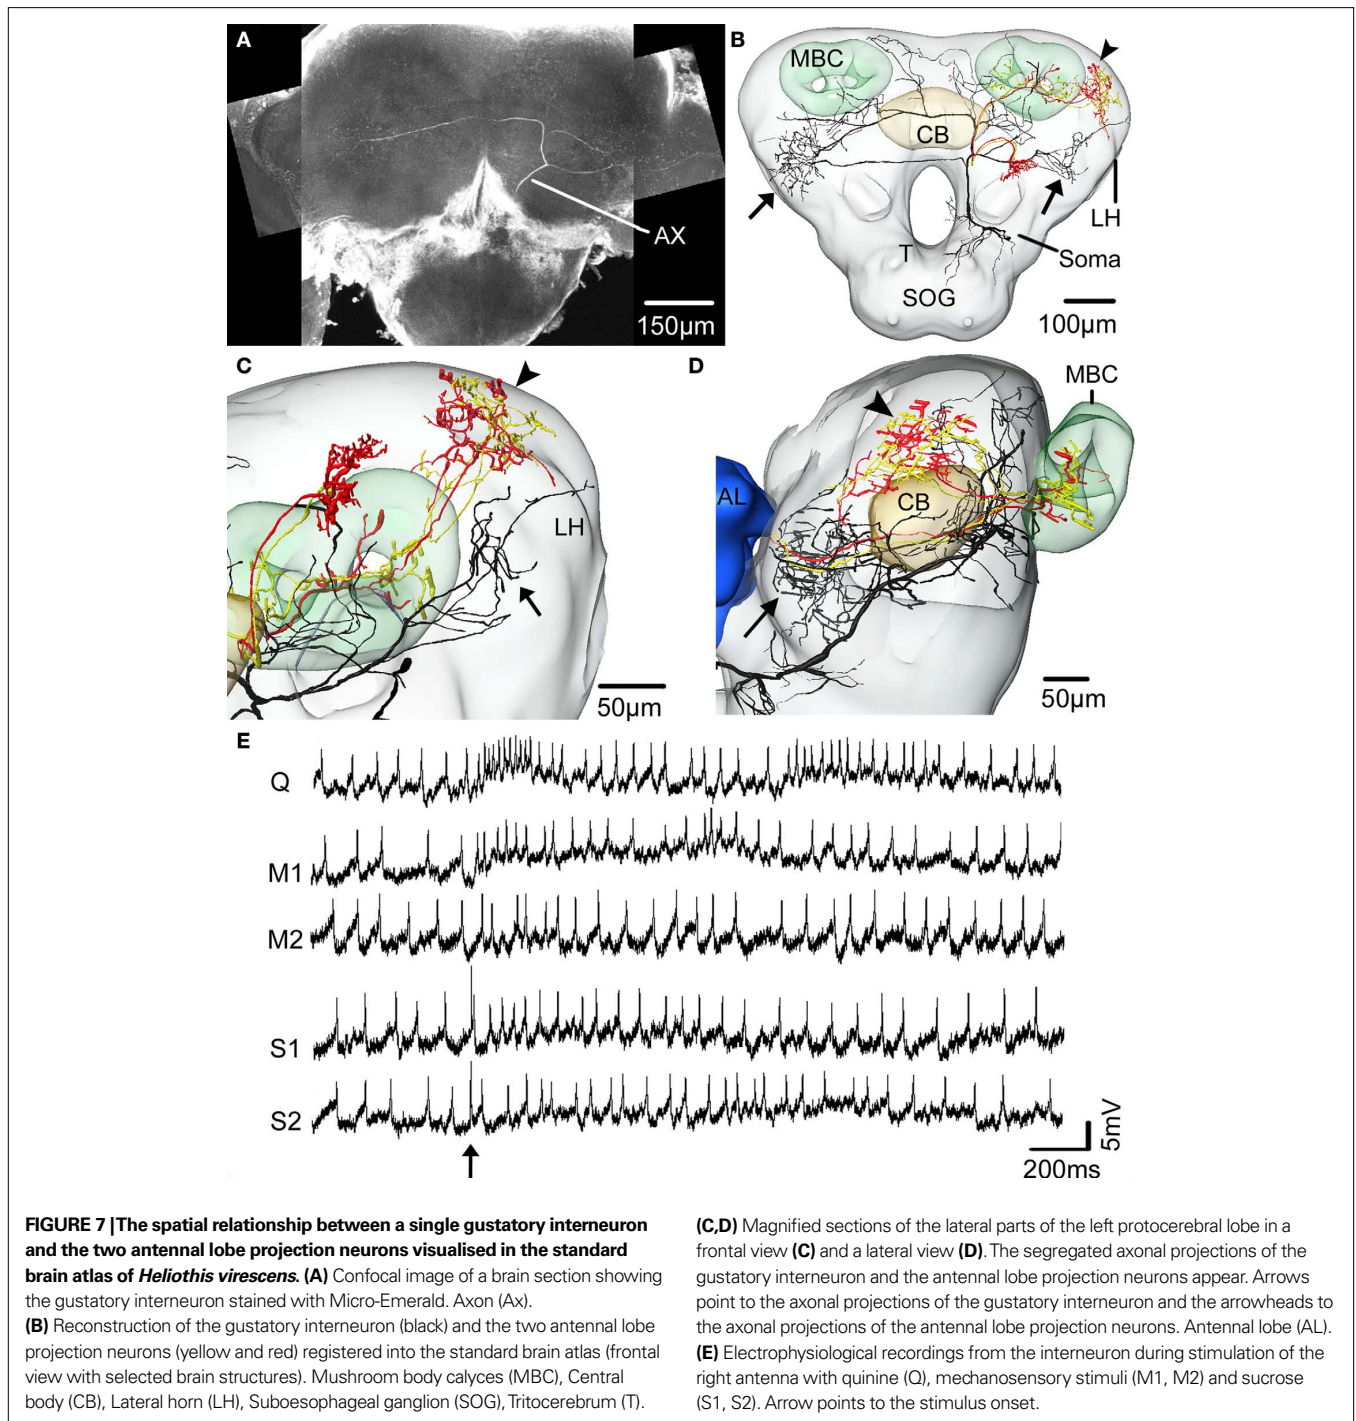 A
AX
150µm
B
MBC
CB
LH
Soma
T
SOG
100µm
C
LH
50µm
D
MBC
AL
CB
50µm
E
Q
M1
M2
S1
S2
5mV
200ms
FIGURE 7 | The spatial relationship between a single gustatory interneuron
and the two antennal lobe projection neurons visualised in the standard
brain atlas of Heliothis virescens. (A) Confocal image of a brain section showing
the gustatory interneuron stained with Micro-Emerald. Axon (Ax).
(B) Reconstruction of the gustatory interneuron (black) and the two antennal lobe
projection neurons (yellow and red) registered into the standard brain atlas (frontal
view with selected brain structures). Mushroom body calyces (MBC), Central
body (CB), Lateral horn (LH), Suboesophageal ganglion (SOG), Tritocerebrum (T).
(C,D) Magnified sections of the lateral parts of the left protocerebral lobe in a
frontal view (C) and a lateral view (D). The segregated axonal projections of the
gustatory interneuron and the antennal lobe projection neurons appear. Arrows
point to the axonal projections of the gustatory interneuron and the arrowheads to
the axonal projections of the antennal lobe projection neurons. Antennal lobe (AL).
(E) Electrophysiological recordings from the interneuron during stimulation of the
right antenna with quinine (Q), mechanosensory stimuli (M1, M2) and sucrose
(S1, S2). Arrow points to the stimulus onset.